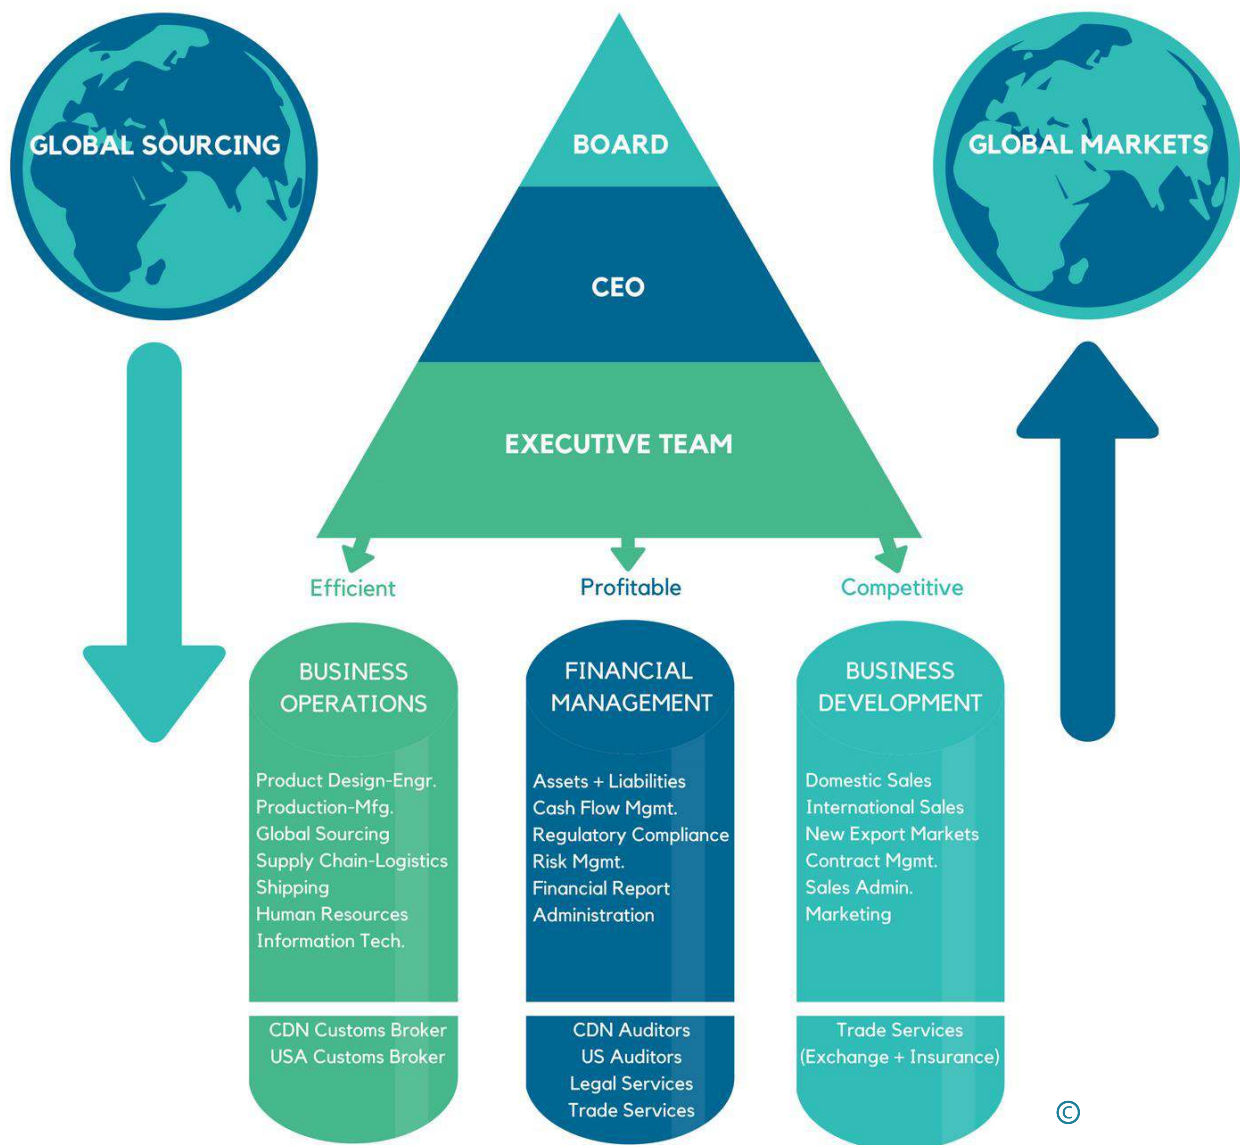 GLOBAL SOURCING
BOARD
GLOBAL MARKETS
CEO
EXECUTIVE TEAM
Efficient
Profitable
Competitive
BUSINESS
OPERATIONS
Product Design-Engr.
Production-Mfg.
Global Sourcing
Supply Chain-Logistics
Shipping
Human Resources
Information Tech.
CDN Customs Broker
USA Customs Broker
FINANCIAL
MANAGEMENT
Assets + Liabilities
Cash Flow Mgmt.
Regulatory Compliance
Risk Mgmt.
Financial Report
Administration
CDN Auditors
US Auditors
Legal Services
Trade Services
BUSINESS
DEVELOPMENT
Domestic Sales
International Sales
New Export Markets
Contract Mgmt.
Sales Admin.
Marketing
Trade Services
(Exchange + Insurance)
©